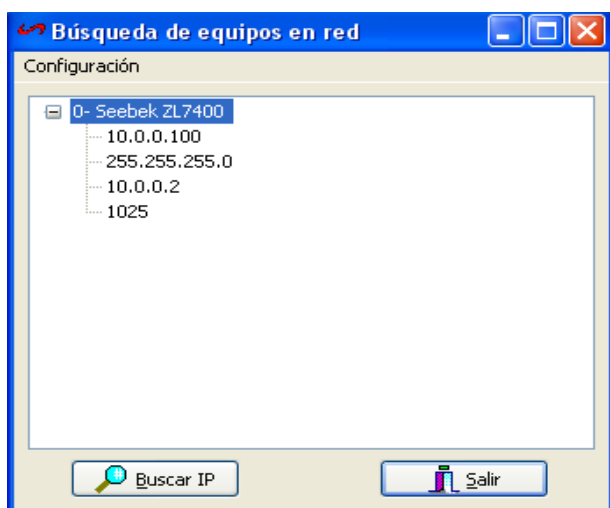 Búsqueda de equipos en red
Configuración
0- Seebek ZL7400
10.0.0.100
255.255.255.0
10.0.0.2
1025
Buscar IP
Salir